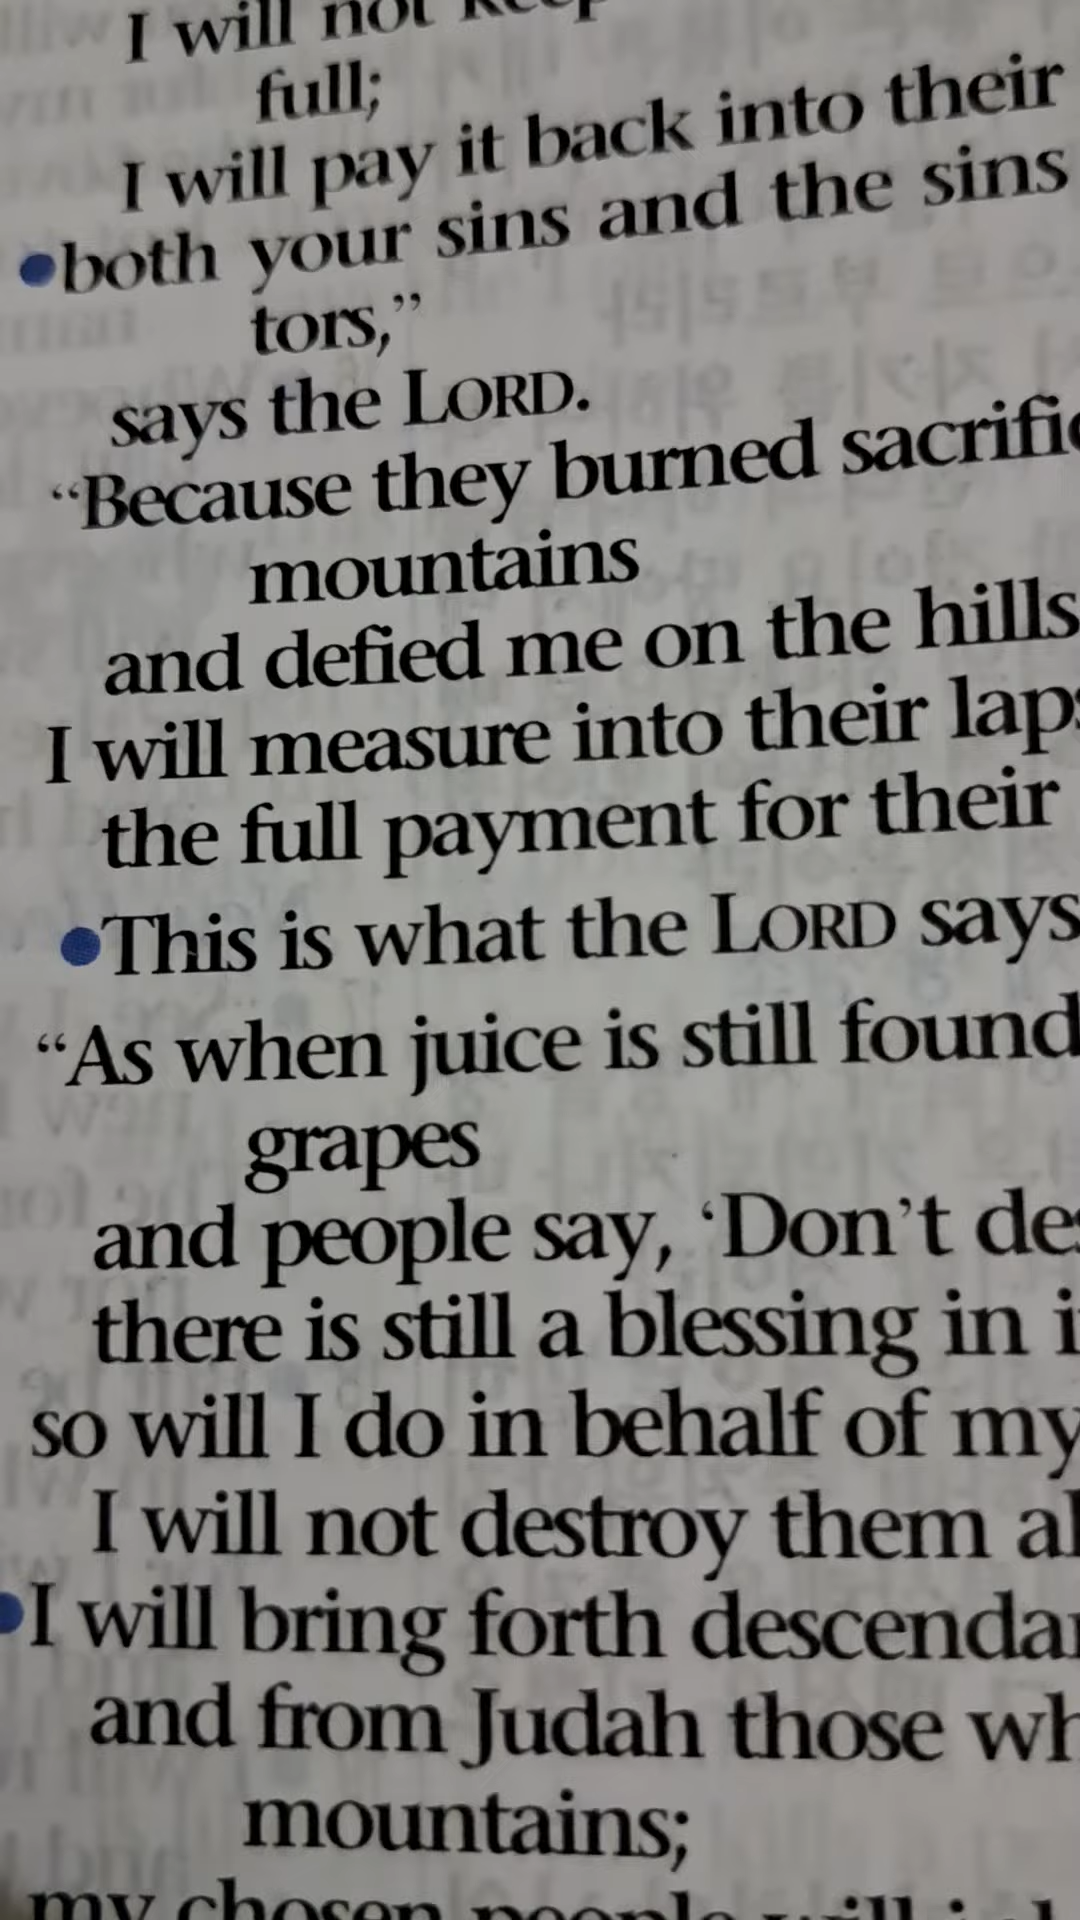 I will not keep
full;
I will pay it back into their
•both your sins and the sins
tors,”
says the LORD.
“Because they burned sacrific
mountains
and defied me on the hills
I will measure into their laps
the full payment for their
•This is what the LORD says
“As when juice is still found
grapes
and people say, ‘Don’t des
there is still a blessing in i
so will I do in behalf of my
I will not destroy them al
•I will bring forth descendan
and from Judah those wh
mountains;
my chosen people will